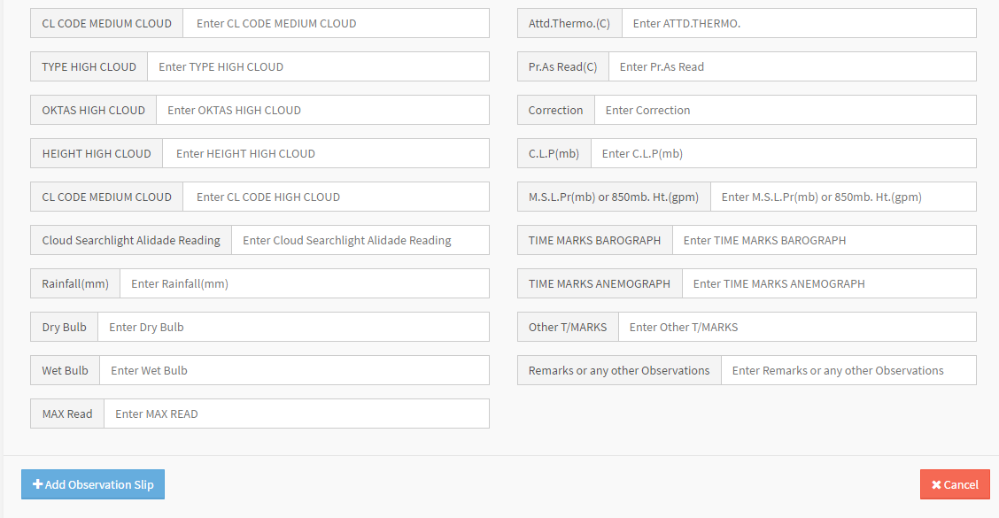 CL CODE MEDIUM CLOUD Enter CL CODE MEDIUM CLOUD
TYPE HIGH CLOUD Enter TYPE HIGH CLOUD
OKTAS HIGH CLOUD Enter OKTAS HIGH CLOUD
HEIGHT HIGH CLOUD Enter HEIGHT HIGH CLOUD
CL CODE MEDIUM CLOUD Enter CL CODE HIGH CLOUD
Cloud Searchlight Alidade Reading Enter Cloud Searchlight Alidade Reading
Rainfall(mm) Enter Rainfall(mm)
Dry Bulb Enter Dry Bulb
Wet Bulb Enter Wet Bulb
MAX Read Enter MAX READ
Attd.Thermo.(C) Enter ATTD.THERMO.
Pr.As Read(C) Enter Pr.As Read
Correction Enter Correction
C.L.P(mb) Enter C.L.P(mb)
M.S.L.Pr(mb) or 850mb. Ht.(gpm) Enter M.S.L.Pr(mb) or 850mb. Ht.(gpm)
TIME MARKS BAROGRAPH Enter TIME MARKS BAROGRAPH
TIME MARKS ANEMOGRAPH Enter TIME MARKS ANEMOGRAPH
Other T/MARKS Enter Other T/MARKS
Remarks or any other Observations Enter Remarks or any other Observations
Add Observation Slip
Cancel